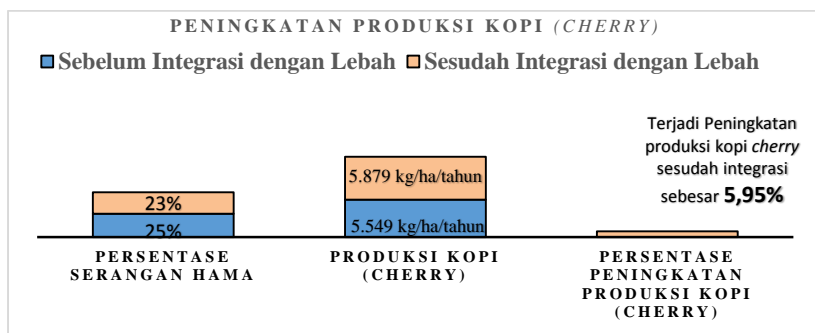 PENINGKATAN PRODUKSI KOPI (CHERRY)
Sebelum Integrasi dengan Lebah Sesudah Integrasi dengan Lebah
Terjadi Peningkatan
produksi kopi cherry
sesudah integrasi
sebesar 5,95%
23%
25%
5.879 kg/ha/tahun
5.549 kg/ha/tahun
PERSENTASE
SERANGAN HAMA
PRODUKSI KOPI
(CHERRY)
PERSENTASE
PENINGKATAN
PRODUKSI KOPI
(CHERRY)